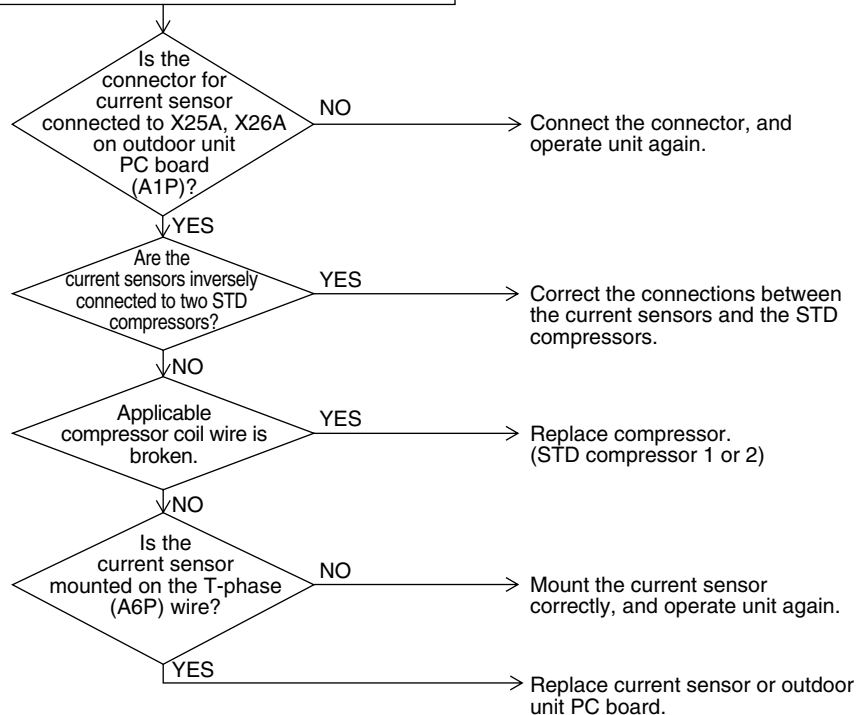 Is the
connector for
current sensor
connected to X25A, X26A
on outdoor unit
PC board
(A1P)?
NO
Connect the connector, and
operate unit again.
YES
Are the
current sensors inversely
connected to two STD
compressors?
YES
Correct the connections between
the current sensors and the STD
compressors.
NO
Applicable
compressor coil wire is
broken.
YES
Replace compressor.
(STD compressor 1 or 2)
NO
Is the
current sensor
mounted on the T-phase
(A6P) wire?
NO
Mount the current sensor
correctly, and operate unit again.
YES
Replace current sensor or outdoor
unit PC board.